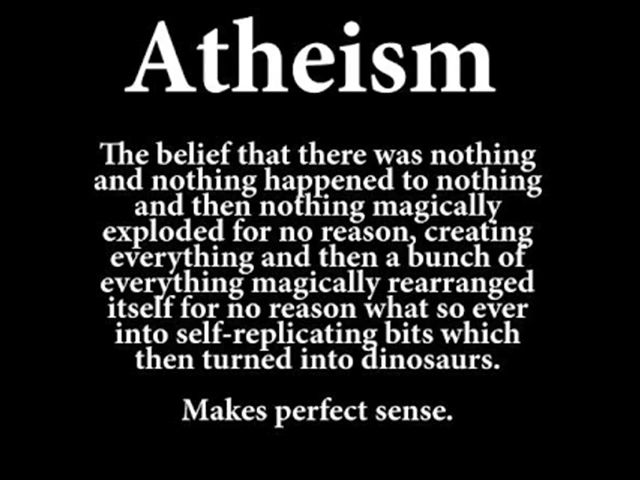 Atheism
The belief that there was nothing
and nothing happened to nothing
and then nothing magically
exploded for no reason, creating
everything and then a bunch of
everything magically rearranged
itself for no reason what so ever
into self-replicating bits which
then turned into dinosaurs.
Makes perfect sense.